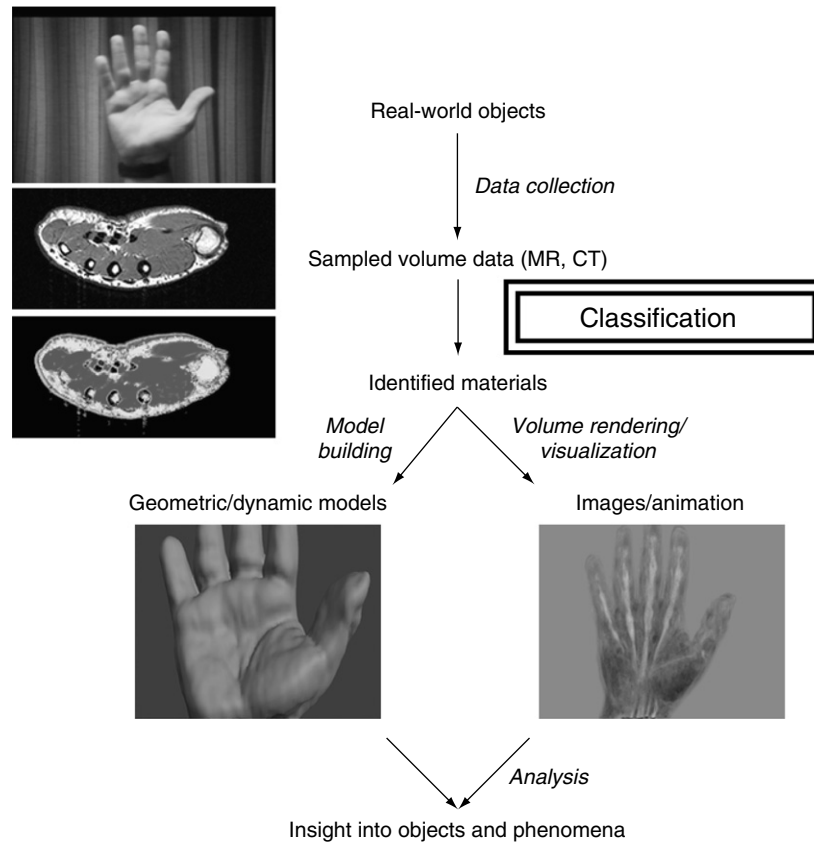 Real-world objects
Data collection
Sampled volume data (MR, CT)
Classification
Identified materials
Model
building
Volume rendering/
visualization
Geometric/dynamic models
Images/animation
Analysis
Insight into objects and phenomena